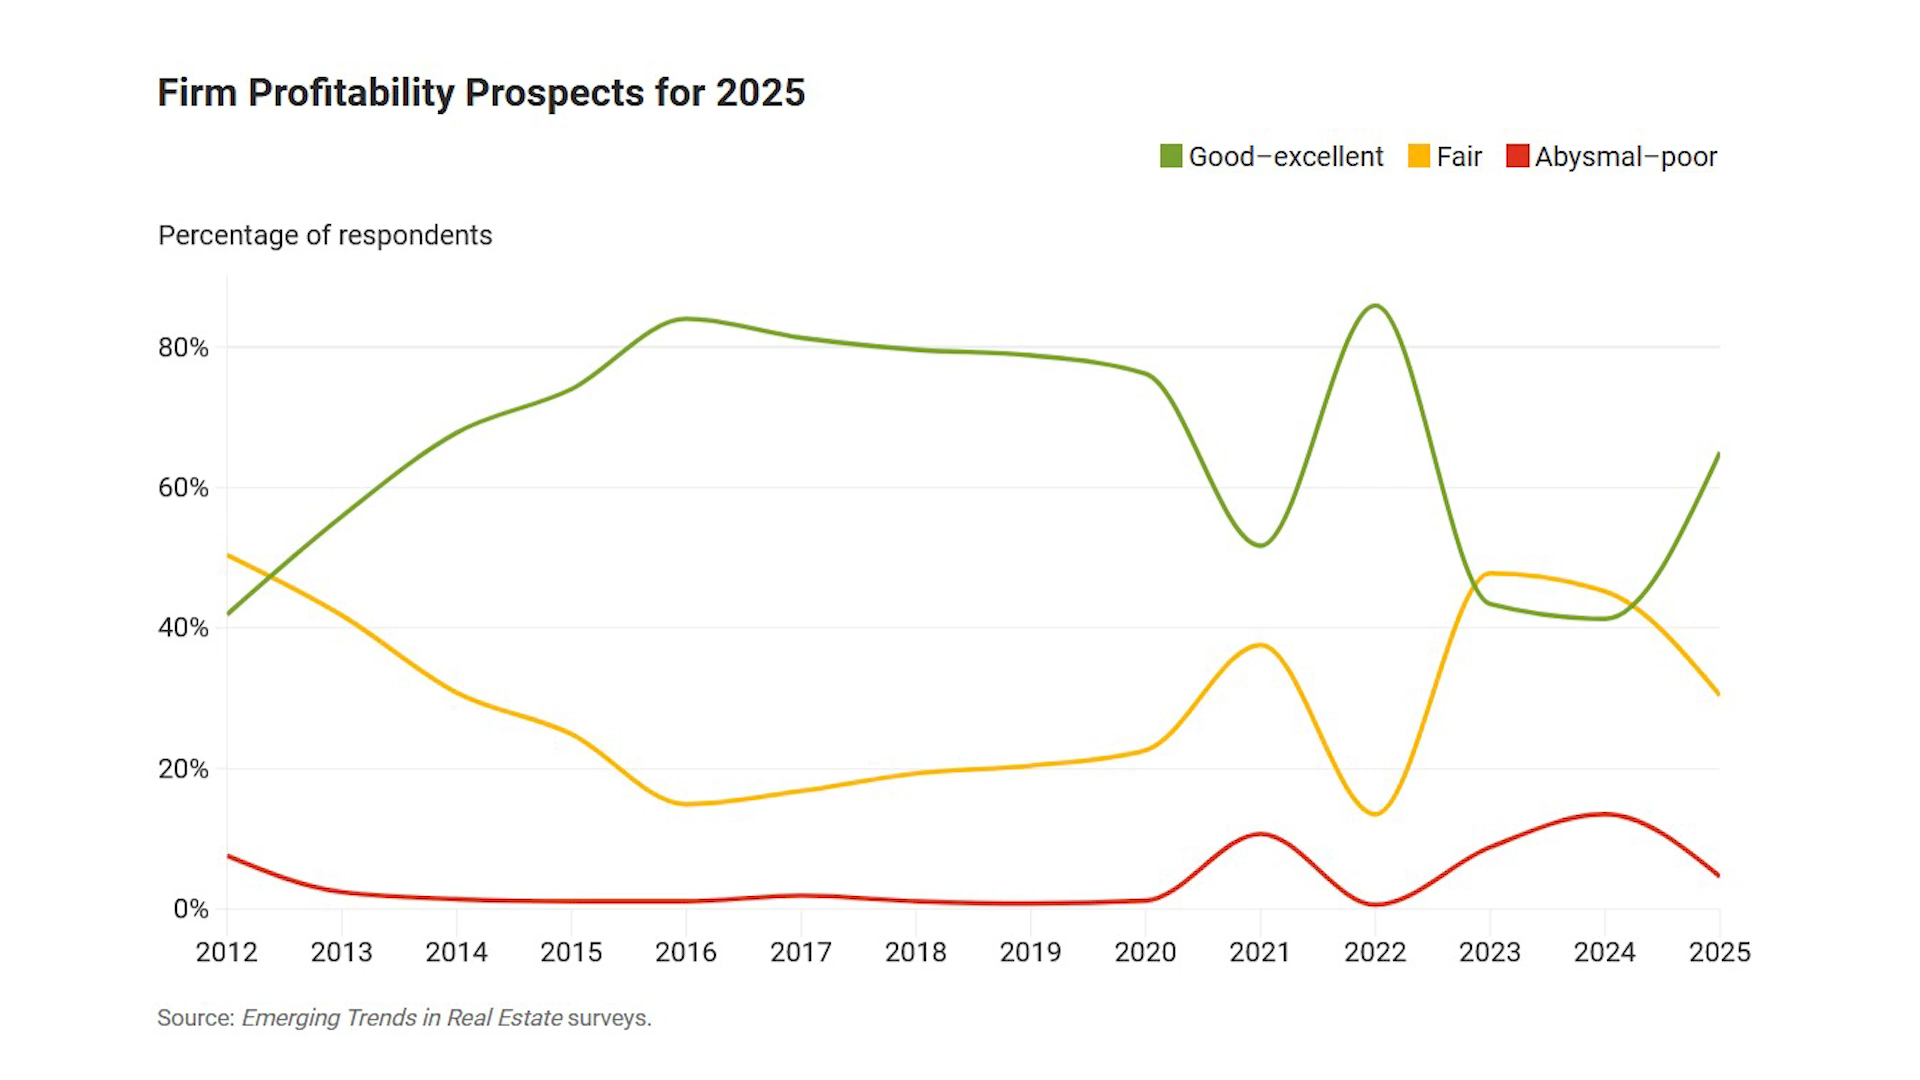 Firm Profitability Prospects for 2025
Good–excellent Fair Abysmal–poor
Percentage of respondents
80%
60%
40%
20%
0%
2012 2013 2014 2015 2016 2017 2018 2019 2020 2021 2022 2023 2024 2025
Source: Emerging Trends in Real Estate surveys.